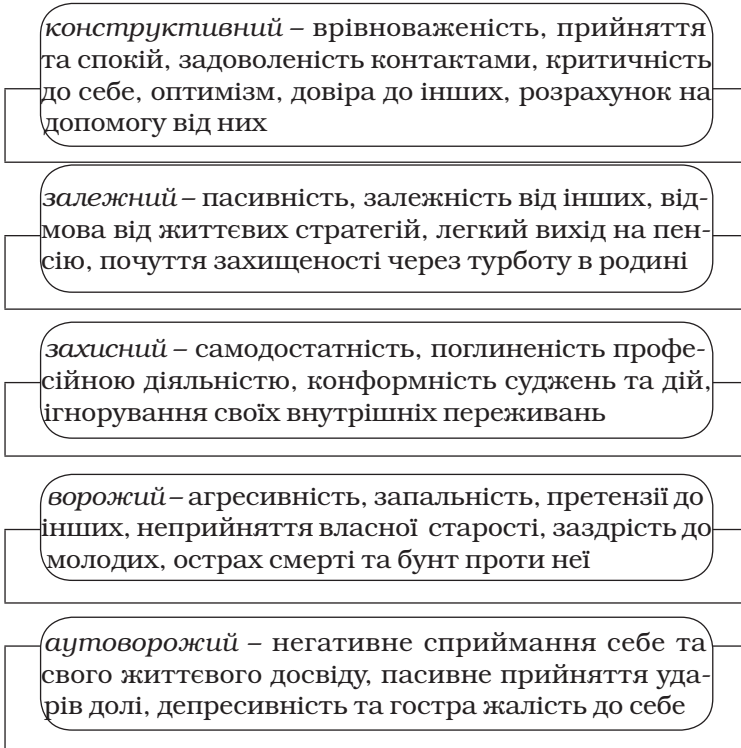 конструктивний – врівноваженість, прийняття
та спокій, задоволеність контактами, критичність
до себе, оптимізм, довіра до інших, розрахунок на
допомогу від них
залежний – пасивність, залежність від інших, від-
мова від життєвих стратегій, легкий вихід на пен-
сію, почуття захищеності через турботу в родині
захисний – самодостатність, поглиненість профе-
сійною діяльністю, конформність суджень та дій,
ігнорування своїх внутрішніх переживань
ворожий – агресивність, запальність, претензії до
інших, неприйняття власної старості, заздрість до
молодих, острах смерті та бунт проти неї
аутоворожий – негативне сприймання себе та
свого життєвого досвіду, пасивне прийняття уда-
рів долі, депресивність та гостра жалість до себе